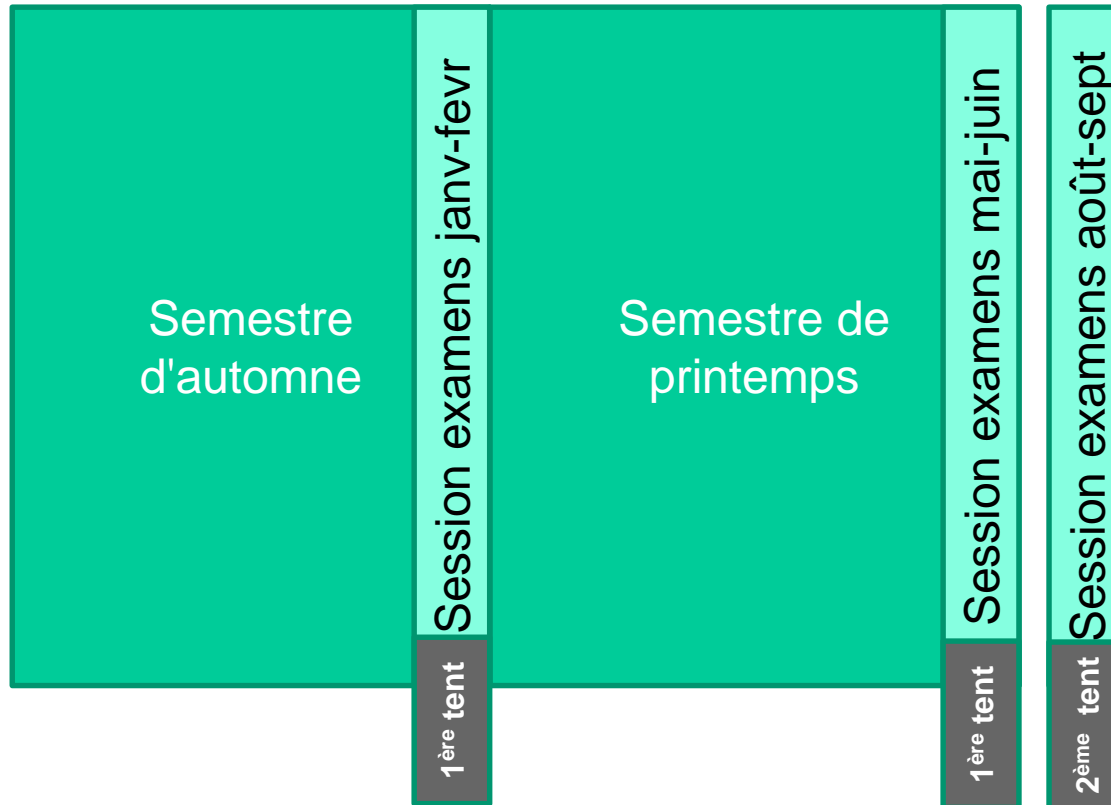 Semestre
d'automne
Session examens janv-fevr
1ère tent
Semestre de
printemps
Session examens mai-juin
1ère tent
Session examens août-sept
2ème tent